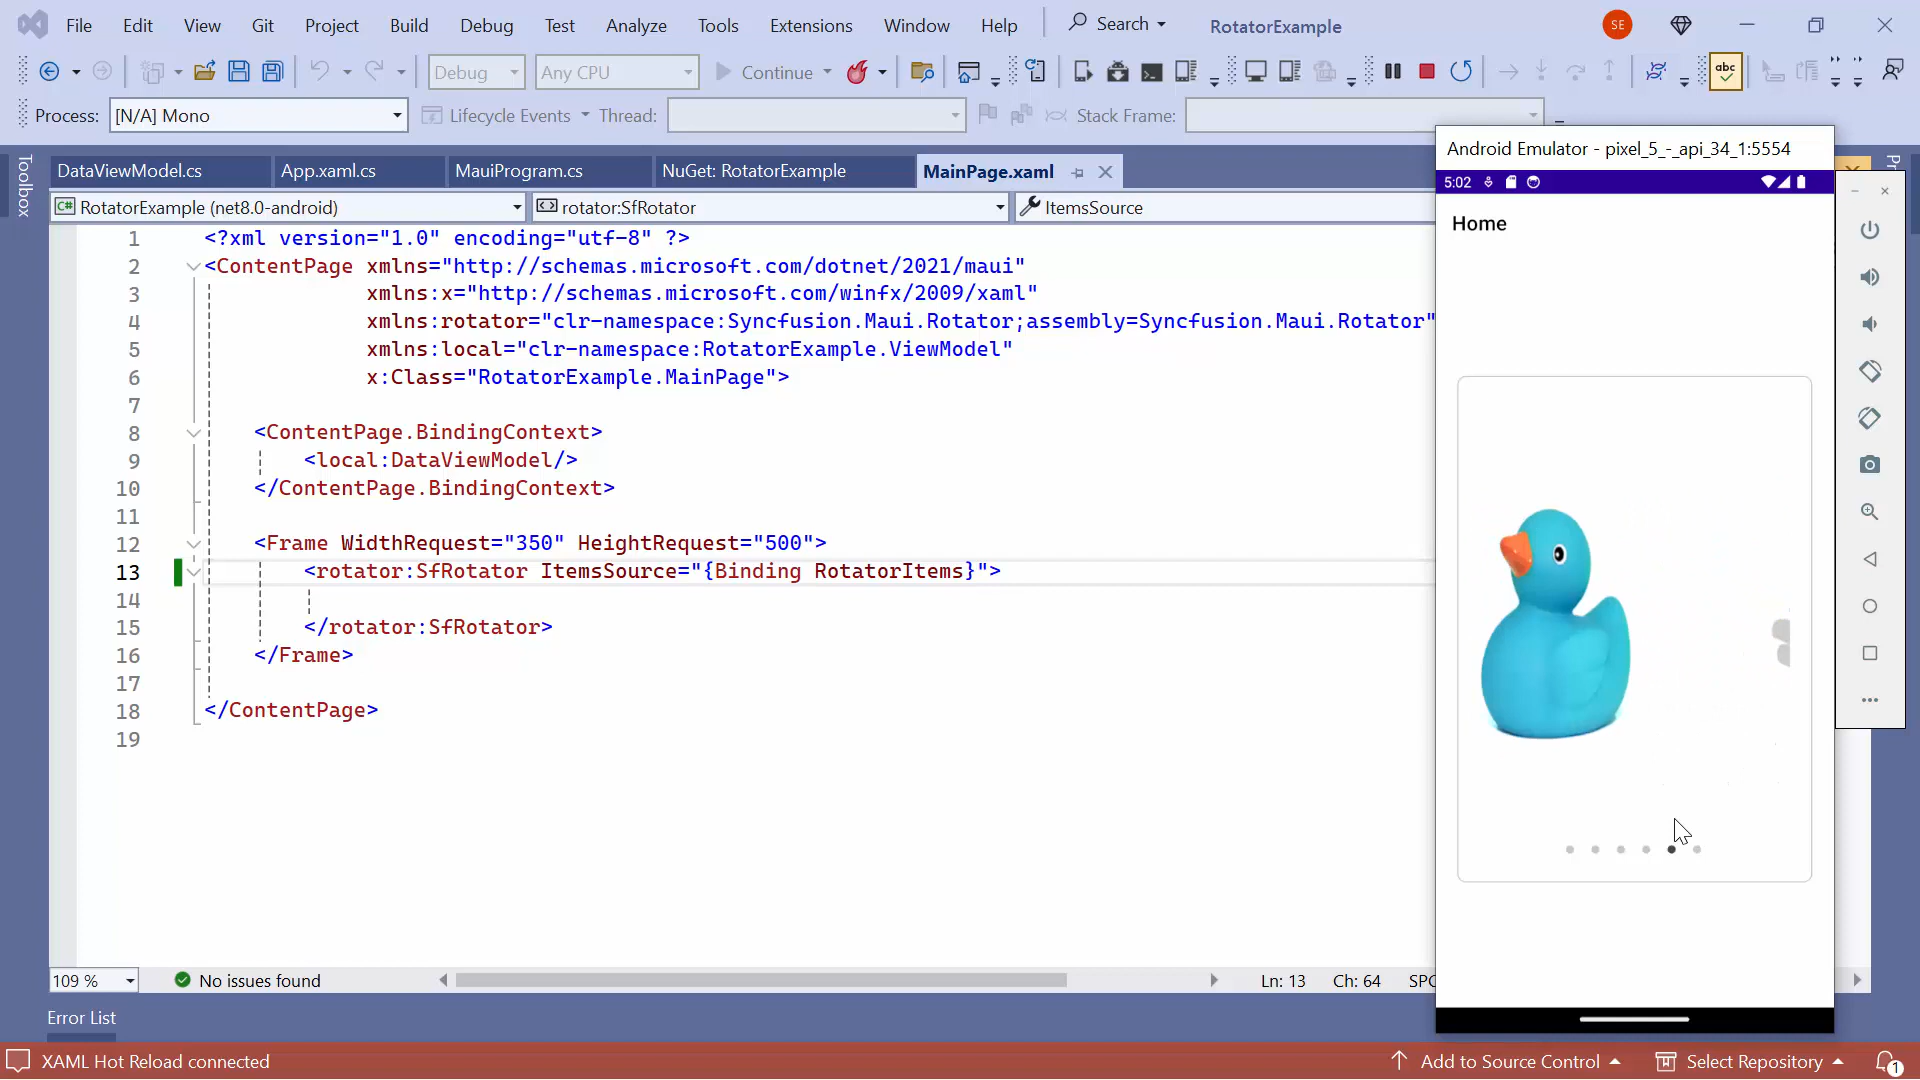 File Edit View Git Project Build Debug Test Analyze Tools Extensions Window Help Search RotatorExample SE
Debug Any CPU Continue abc
Process: [N/A] Mono Lifecycle Events Thread: Stack Frame:
Toolbox
DataViewModel.cs App.xaml.cs MauiProgram.cs NuGet: RotatorExample MainPage.xaml
C# RotatorExample (net8.0-android) rotator:SfRotator ItemsSource
1 <?xml version="1.0" encoding="utf-8" ?>
2 <ContentPage xmlns="http://schemas.microsoft.com/dotnet/2021/maui"
3 xmlns:x="http://schemas.microsoft.com/winfx/2009/xaml"
4 xmlns:rotator="clr-namespace:Syncfusion.Maui.Rotator;assembly=Syncfusion.Maui.Rotator"
5 xmlns:local="clr-namespace:RotatorExample.ViewModel"
6 x:Class="RotatorExample.MainPage">
7
8 <ContentPage.BindingContext>
9 <local:DataViewModel/>
10 </ContentPage.BindingContext>
11
12 <Frame WidthRequest="350" HeightRequest="500">
13 <rotator:SfRotator ItemsSource="{Binding RotatorItems}">
14
15 </rotator:SfRotator>
16 </Frame>
17
18 </ContentPage>
19
109 % No issues found Ln: 13 Ch: 64 SPC
Error List
XAML Hot Reload connected Add to Source Control Select Repository 1
Android Emulator - pixel_5_-_api_34_1:5554
5:02
Home